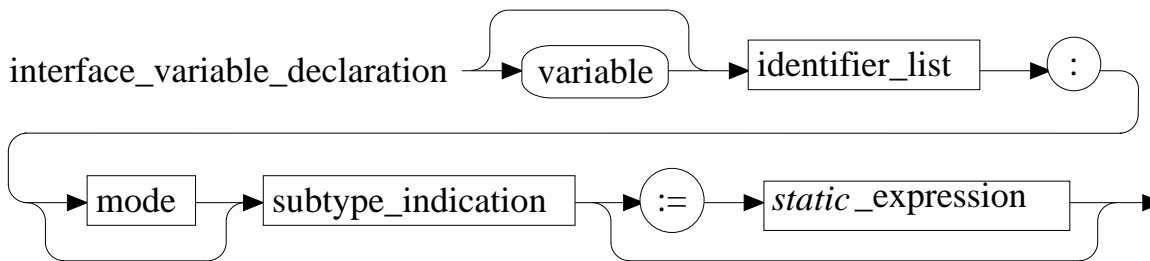 interface_variable_declaration variable identifier_list :
mode subtype_indication := static_expression